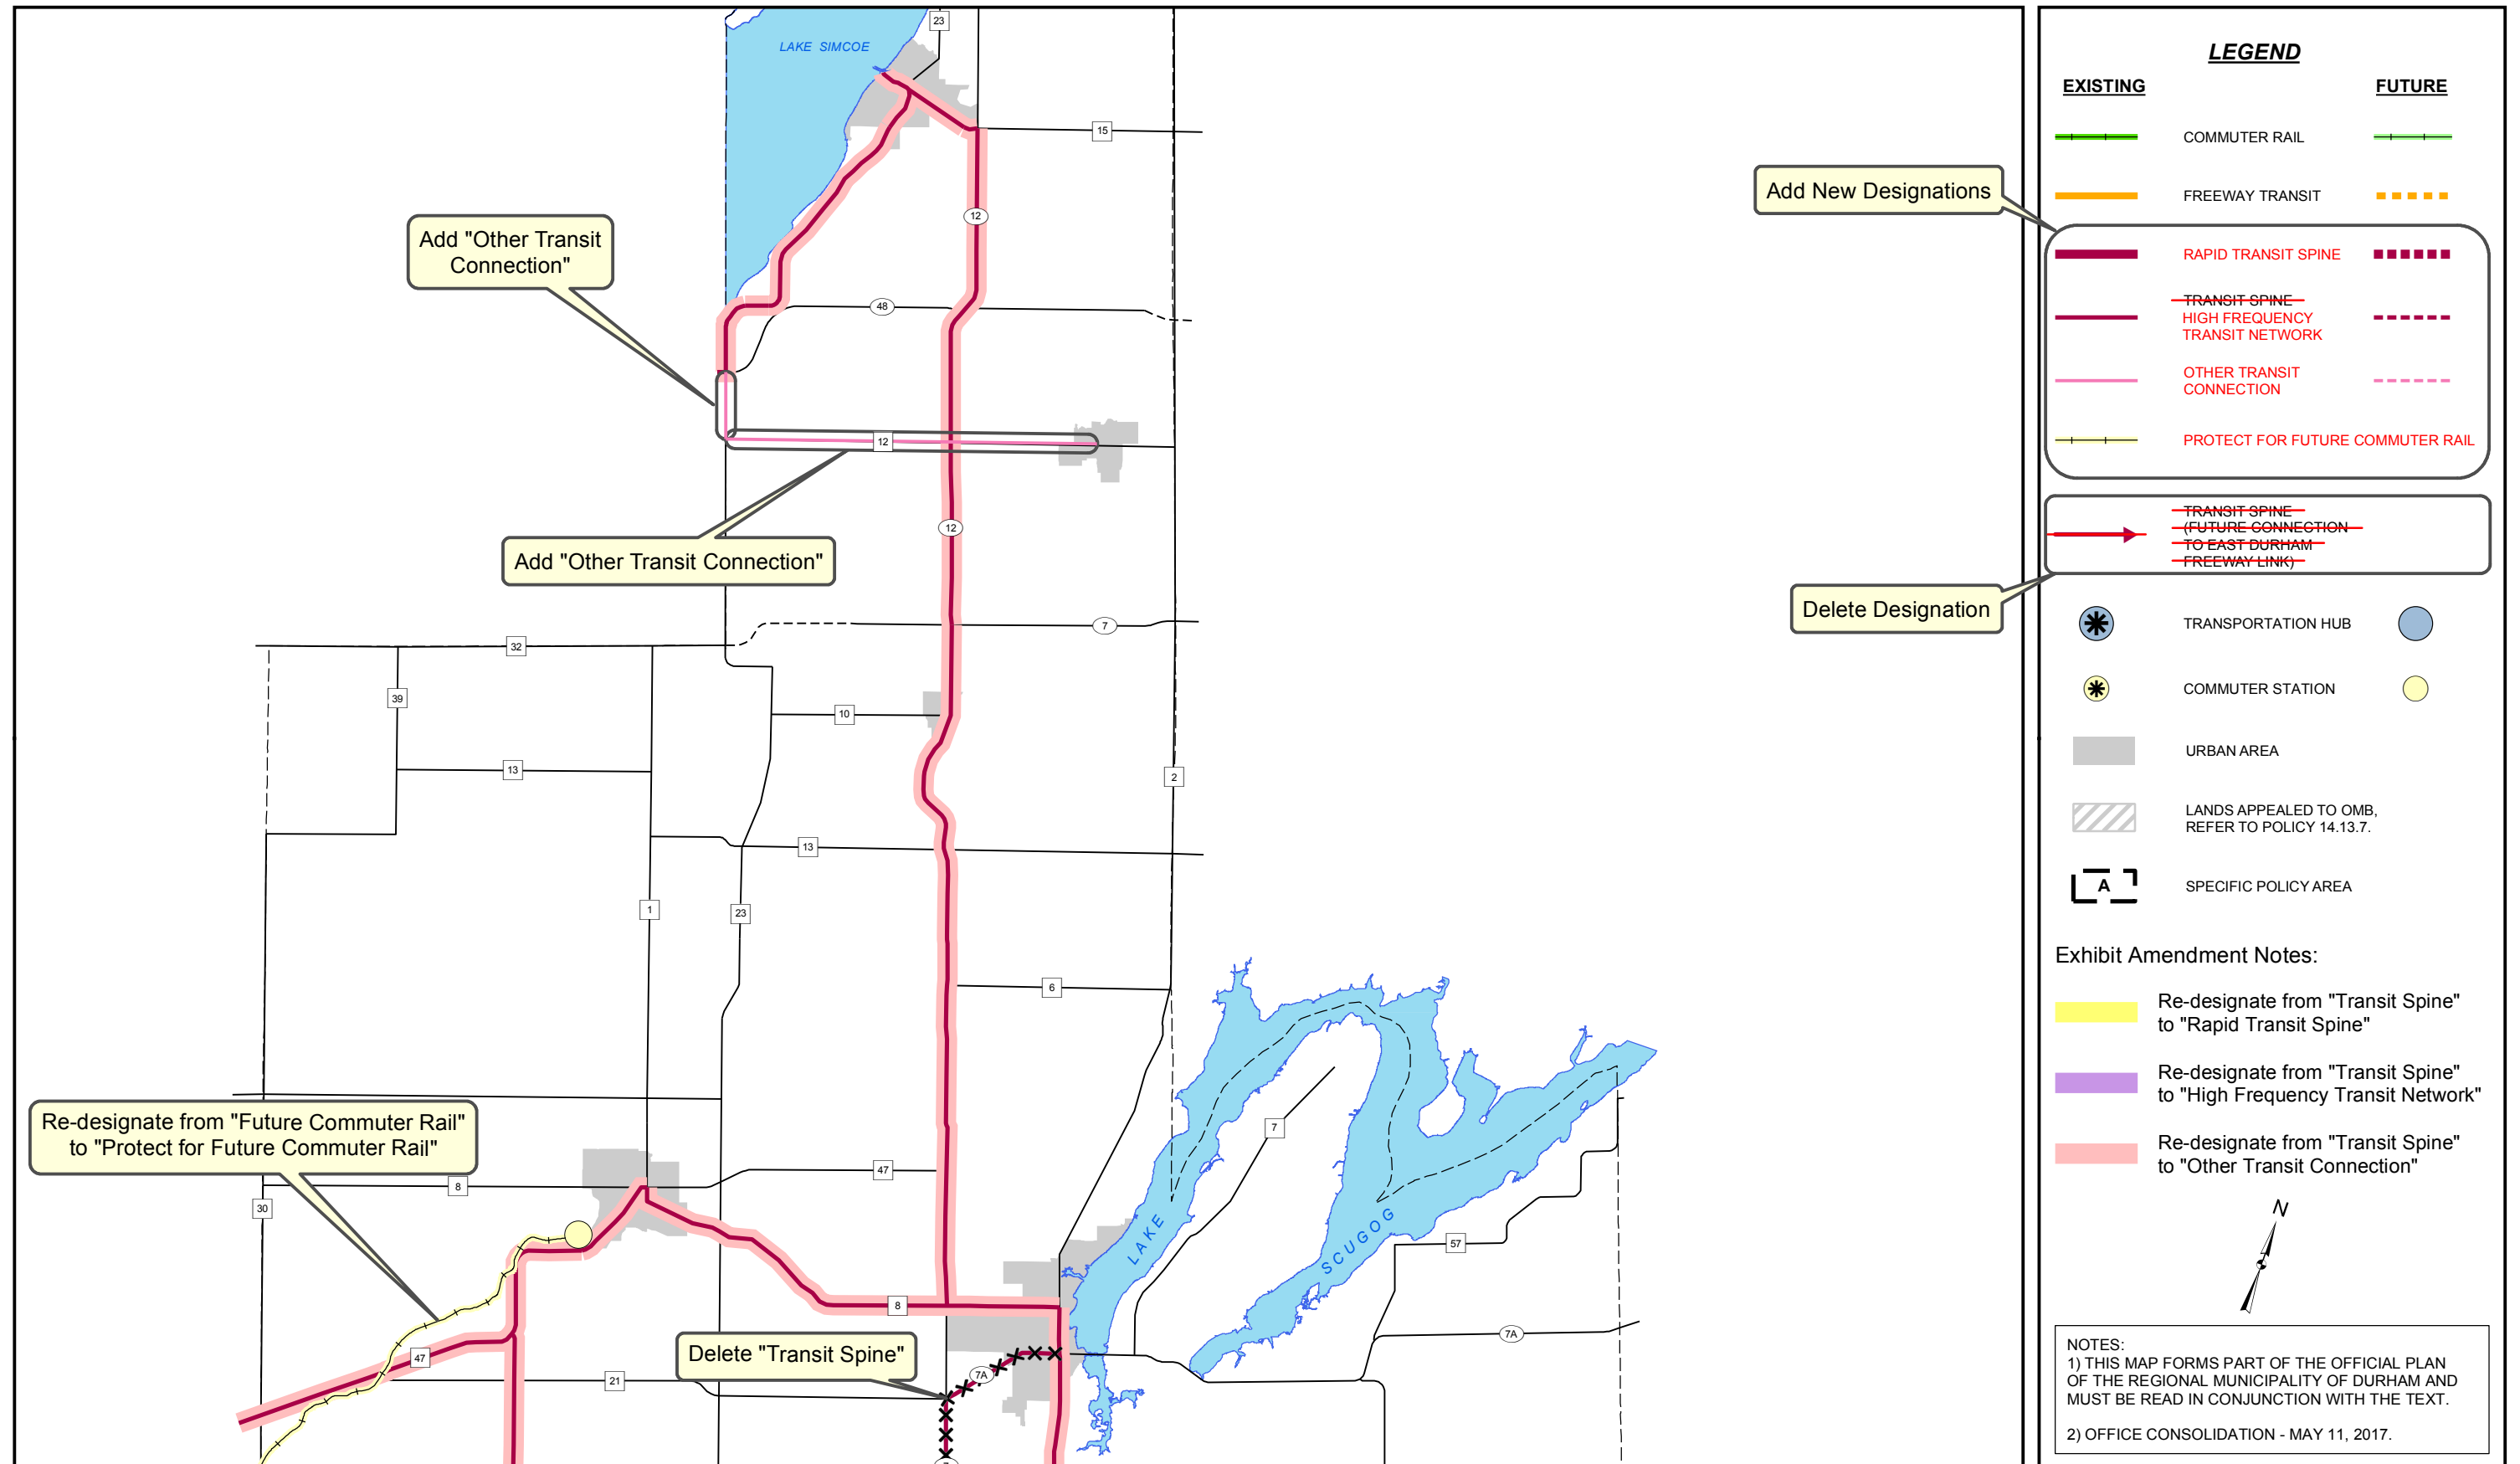 LAKE SIMCOE
23
15
12
Add "Other Transit
Connection"
48
12
12
Add "Other Transit Connection"
7
32
39
10
13
2
13
1
23
6
Re-designate from "Future Commuter Rail"
to "Protect for Future Commuter Rail"
7
47
8
30
LAKE
SCUGOG
57
8
7A
Delete "Transit Spine"
47
7A
21
LEGEND
EXISTING
FUTURE
COMMUTER RAIL
FREEWAY TRANSIT
Add New Designations
RAPID TRANSIT SPINE
TRANSIT SPINE
HIGH FREQUENCY
TRANSIT NETWORK
OTHER TRANSIT
CONNECTION
PROTECT FOR FUTURE COMMUTER RAIL
TRANSIT SPINE
(FUTURE CONNECTION
TO EAST DURHAM
FREEWAY LINK)
Delete Designation
TRANSPORTATION HUB
COMMUTER STATION
URBAN AREA
LANDS APPEALED TO OMB,
REFER TO POLICY 14.13.7.
A
SPECIFIC POLICY AREA
Exhibit Amendment Notes:
Re-designate from "Transit Spine"
to "Rapid Transit Spine"
Re-designate from "Transit Spine"
to "High Frequency Transit Network"
Re-designate from "Transit Spine"
to "Other Transit Connection"
N
NOTES:
1) THIS MAP FORMS PART OF THE OFFICIAL PLAN
OF THE REGIONAL MUNICIPALITY OF DURHAM AND
MUST BE READ IN CONJUNCTION WITH THE TEXT.
2) OFFICE CONSOLIDATION - MAY 11, 2017.